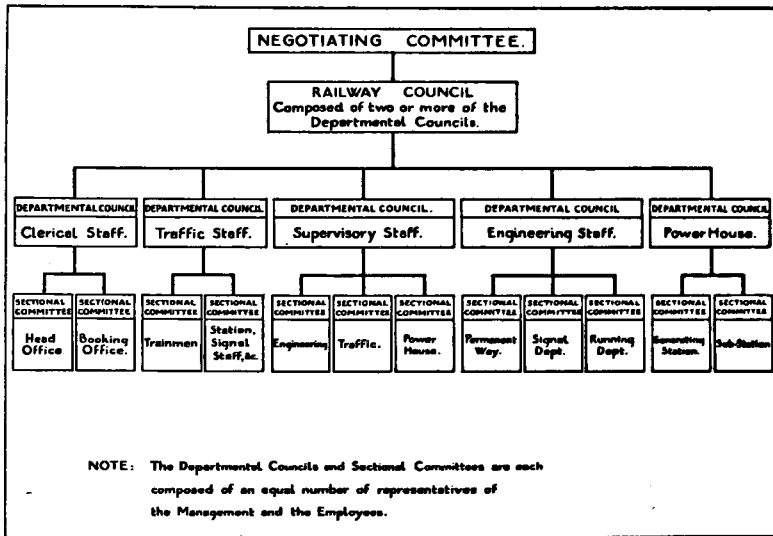 NEGOTIATING COMMITTEE.
RAILWAY COUNCIL
Composed of two or more of the
Departmental Councils.
DEPARTMENTAL COUNCIL
Clerical Staff.
DEPARTMENTAL COUNCIL
Traffic Staff.
DEPARTMENTAL COUNCIL.
Supervisory Staff.
DEPARTMENTAL COUNCIL
Engineering Staff.
DEPARTMENTAL COUNCIL
Power House.
SECTIONAL
COMMITTEE
Head
Office.
SECTIONAL
COMMITTEE
Booking
Office.
SECTIONAL
COMMITTEE
Trainmen
SECTIONAL
COMMITTEE
Station,
Signal
Staff, &c.
SECTIONAL
COMMITTEE
Engineering.
SECTIONAL
COMMITTEE
Traffic.
SECTIONAL
COMMITTEE
Power
House.
SECTIONAL
COMMITTEE
Permanent
Way.
SECTIONAL
COMMITTEE
Signal
Dept.
SECTIONAL
COMMITTEE
Running
Dept.
SECTIONAL
COMMITTEE
Generating
Station.
SECTIONAL
COMMITTEE
Sub-Station
NOTE: The Departmental Councils and Sectional Committees are each
composed of an equal number of representatives of
the Management and the Employees.